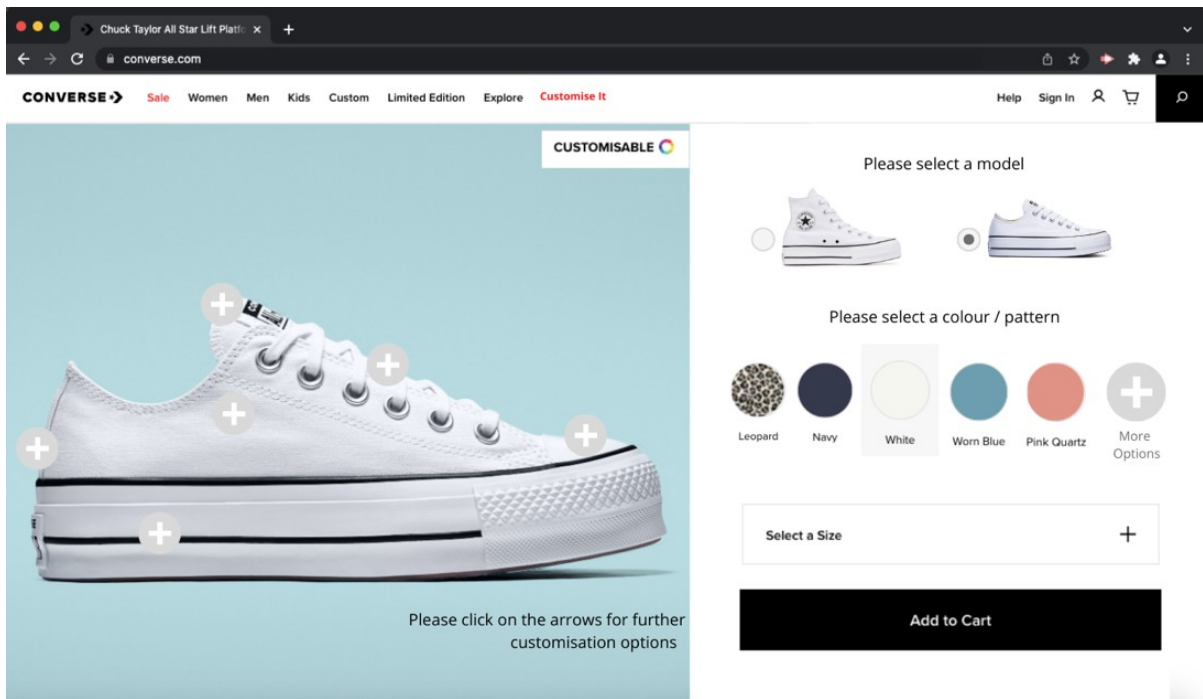 Chuck Taylor All Star Lift Platfo
converse.com
CONVERSE Sale Women Men Kids Custom Limited Edition Explore Customise It Help Sign In
CUSTOMISABLE
Please select a model
Please select a colour / pattern
Leopard Navy White Worn Blue Pink Quartz More
Options
Select a Size
Add to Cart
Please click on the arrows for further
customisation options